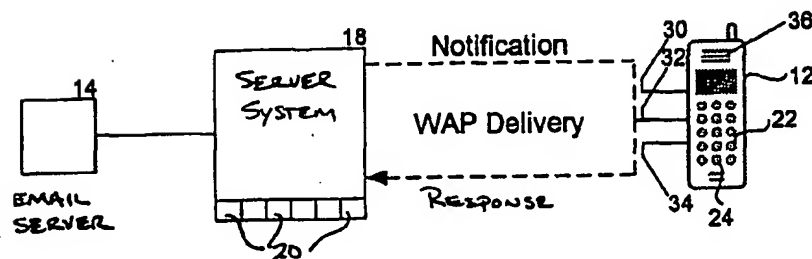 18
Notification
30
36
32
12
14
SERVER
SYSTEM
WAP Delivery
22
EMAIL
SERVER
RESPONSE
34
24
20